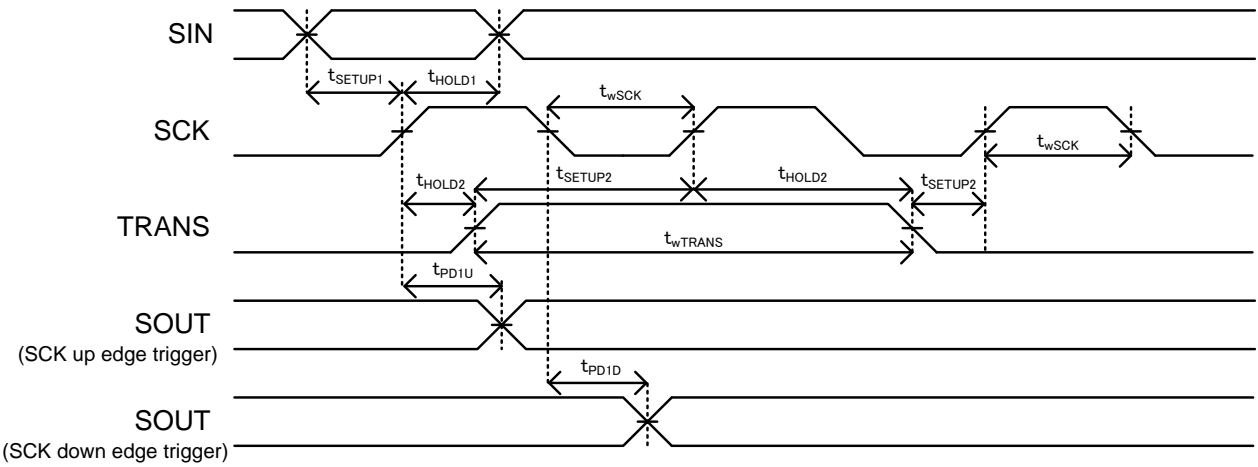 SIN
tSETUP1 tHOLD1
twSCK
SCK
twSCK
tHOLD2 tSETUP2 tHOLD2 tSETUP2
TRANS
twTRANS
tPD1U
SOUT
(SCK up edge trigger)
tPD1D
SOUT
(SCK down edge trigger)